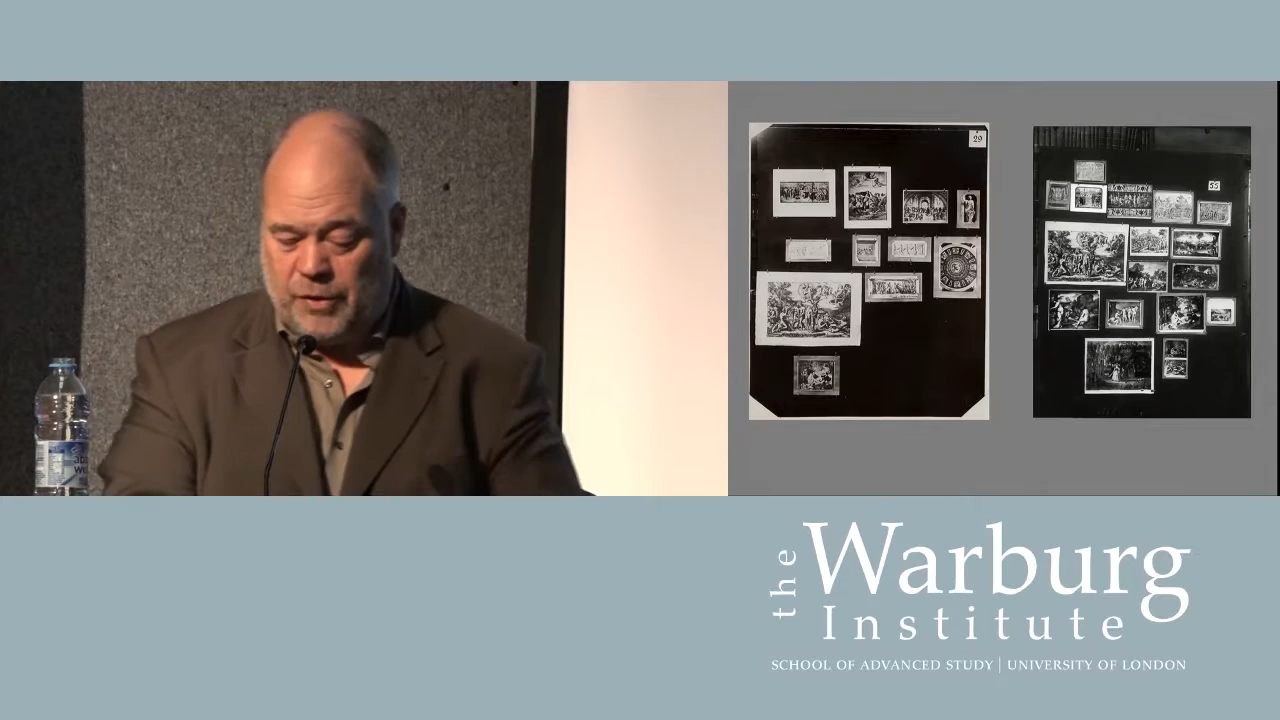 29
55
the Warburg
Institute
SCHOOL OF ADVANCED STUDY | UNIVERSITY OF LONDON